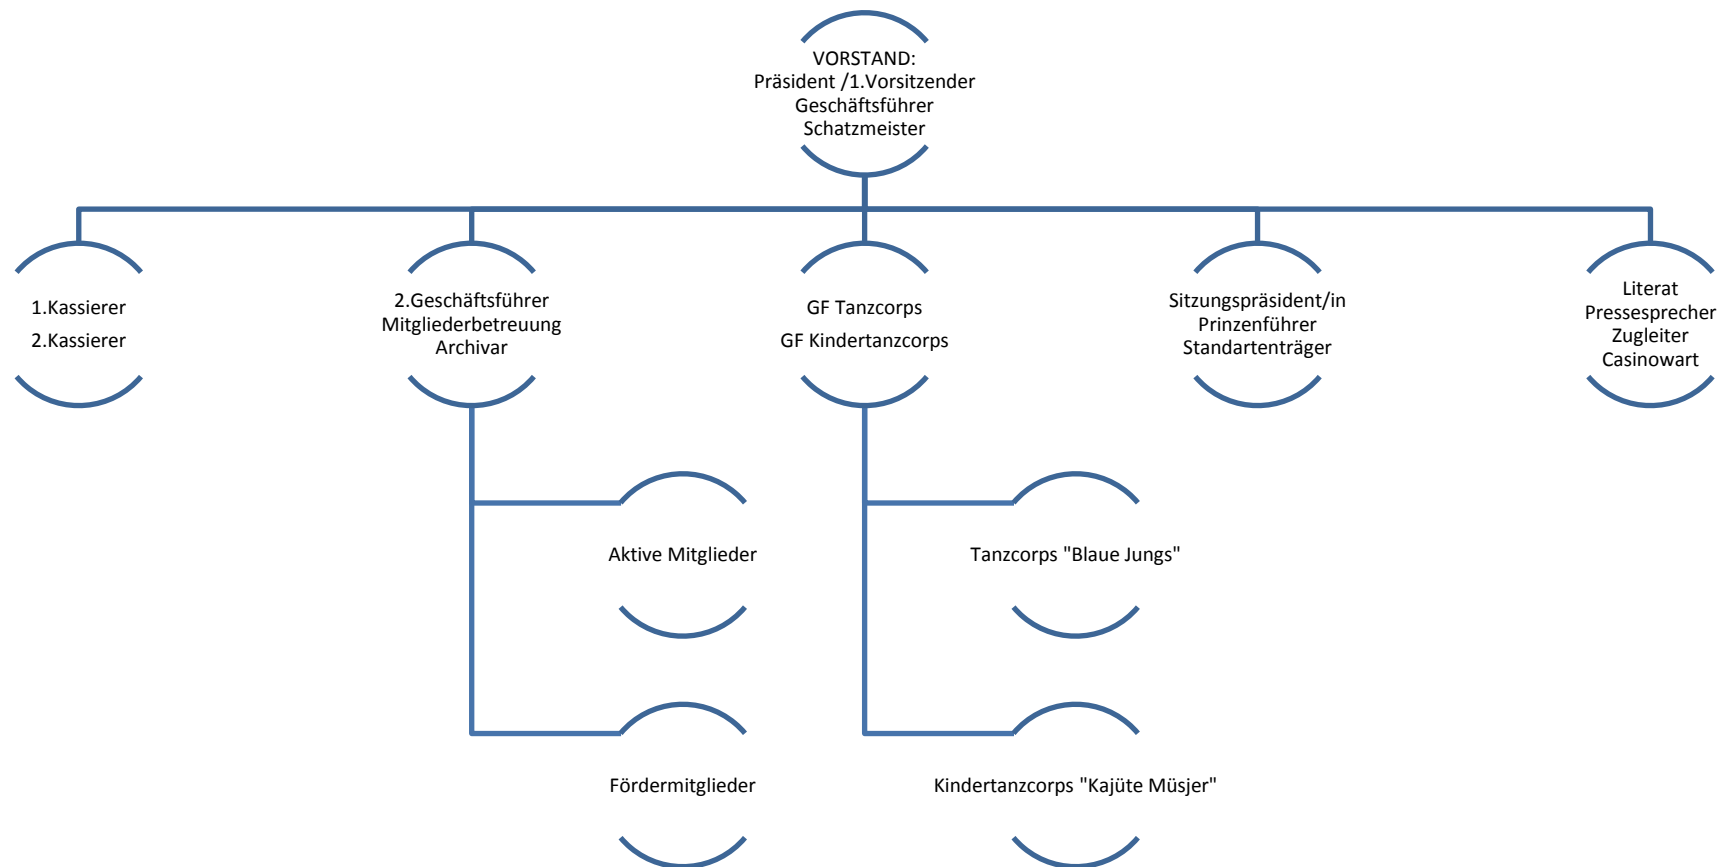 VORSTAND:
Präsident /1.Vorsitzender
Geschäftsführer
Schatzmeister
1.Kassierer
2.Kassierer
2.Geschäftsführer
Mitgliederbetreuung
Archivar
GF Tanzcorps
GF Kindertanzcorps
Sitzungspräsident/in
Prinzenführer
Standartenträger
Literat
Pressesprecher
Zugleiter
Casinowart
Aktive Mitglieder
Tanzcorps "Blaue Jungs"
Fördermitglieder
Kindertanzcorps "Kajüte Müsjer"